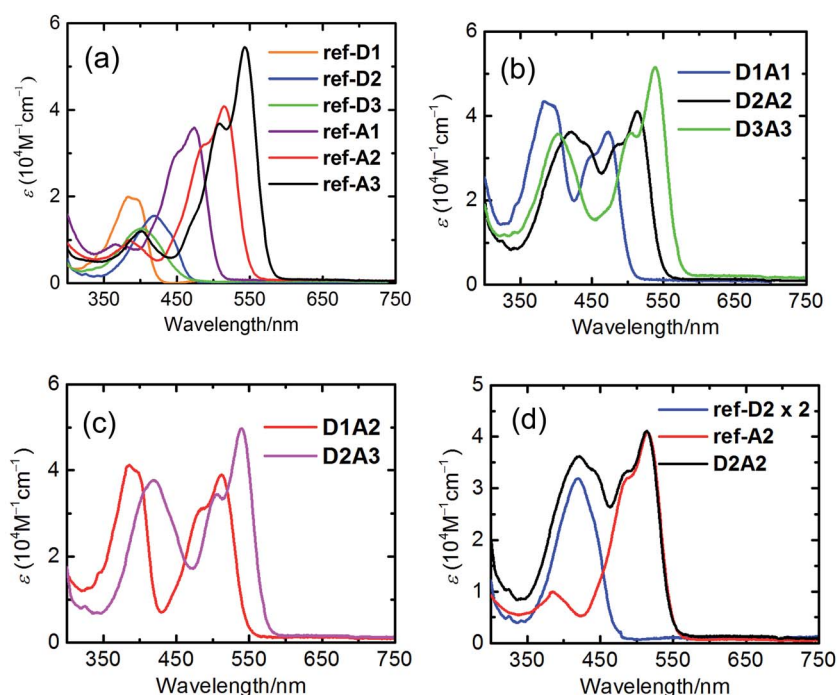 (a)
ref-D1
ref-D2
ref-D3
ref-A1
ref-A2
ref-A3
ε (10⁴M⁻¹cm⁻¹)
6
4
2
0
350 450 550 650 750
Wavelength/nm
(b)
D1A1
D2A2
D3A3
ε (10⁴M⁻¹cm⁻¹)
6
4
2
0
350 450 550 650 750
Wavelength/nm
(c)
D1A2
D2A3
ε (10⁴M⁻¹cm⁻¹)
6
4
2
0
350 450 550 650 750
Wavelength/nm
(d)
ref-D2 x 2
ref-A2
D2A2
ε (10⁴M⁻¹cm⁻¹)
5
4
3
2
1
0
350 450 550 650 750
Wavelength/nm